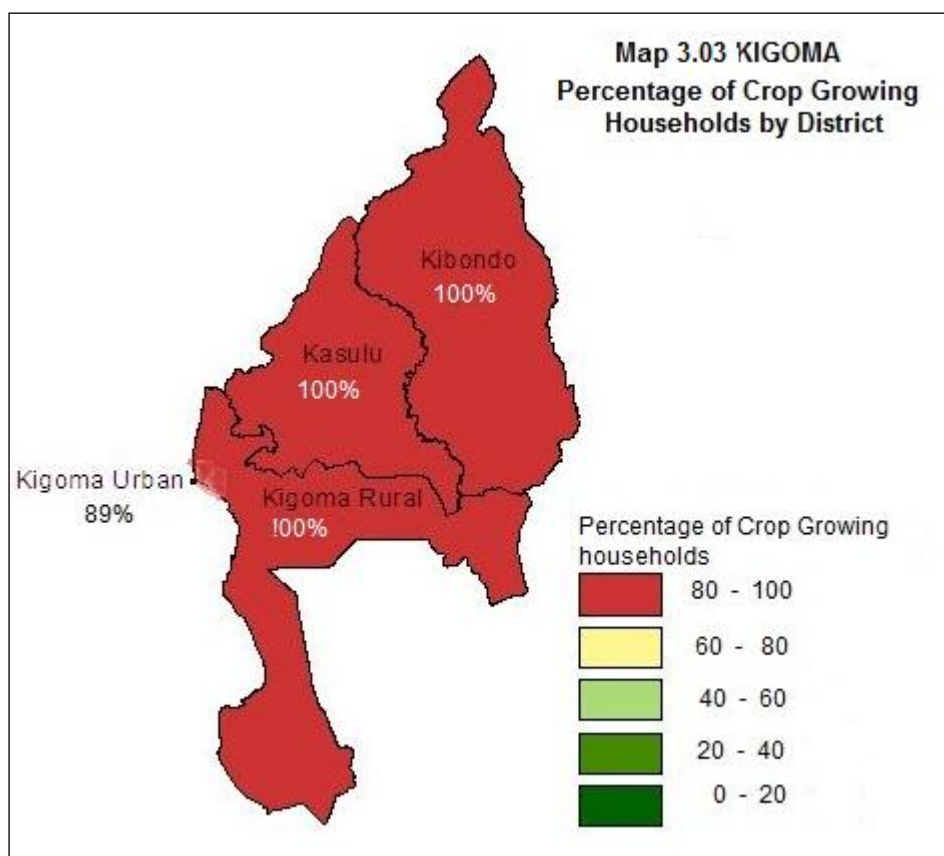 Map 3.03 KIGOMA
Percentage of Crop Growing
Households by District
Kibondo
100%
Kasulu
100%
Kigoma Urban
89%
Kigoma Rural
!00%
Percentage of Crop Growing
households
80 - 100
60 - 80
40 - 60
20 - 40
0 - 20